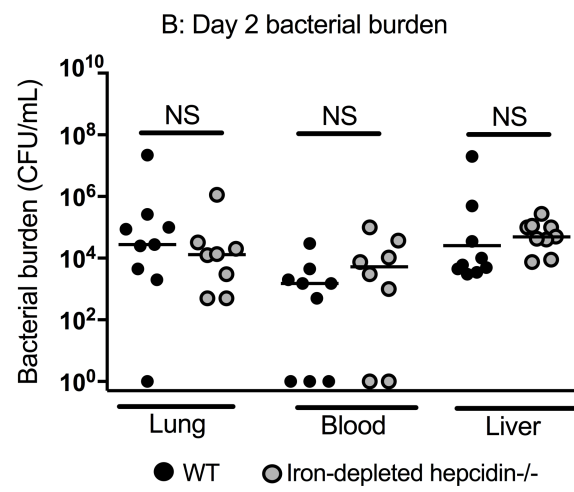 B: Day 2 bacterial burden
Bacterial burden (CFU/mL)
10¹⁰
10⁸
10⁶
10⁴
10²
10⁰
NS
NS
NS
Lung
Blood
Liver
WT
Iron-depleted hepcidin-/-